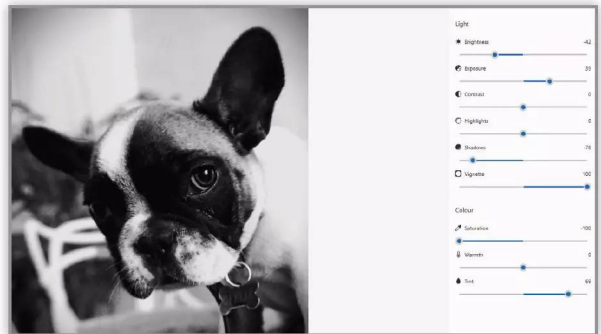 Light
Brightness -42
Exposure 39
Contrast 0
Highlights 0
Shadows -76
Vignette 100
Colour
Saturation -100
Warmth 0
Tint 69